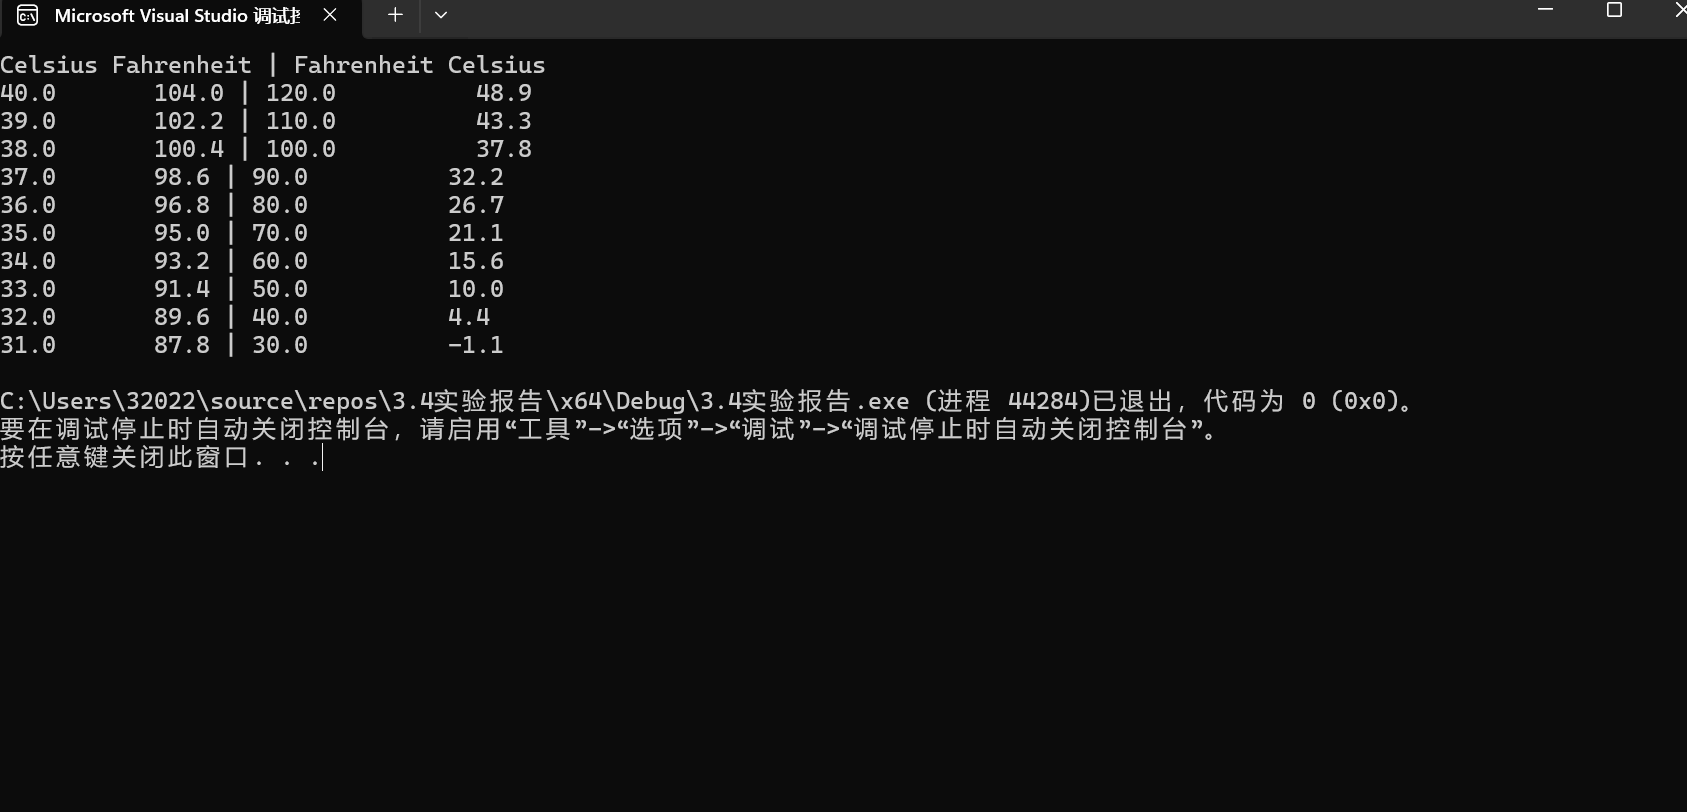 Microsoft Visual Studio 调试
Celsius Fahrenheit | Fahrenheit Celsius
40.0       104.0 | 120.0          48.9
39.0       102.2 | 110.0          43.3
38.0       100.4 | 100.0          37.8
37.0       98.6 | 90.0          32.2
36.0       96.8 | 80.0          26.7
35.0       95.0 | 70.0          21.1
34.0       93.2 | 60.0          15.6
33.0       91.4 | 50.0          10.0
32.0       89.6 | 40.0          4.4
31.0       87.8 | 30.0          -1.1
C:\Users\32022\source\repos\3.4实验报告\x64\Debug\3.4实验报告.exe (进程 44284)已退出，代码为 0 (0x0)。
要在调试停止时自动关闭控制台，请启用“工具”->“选项”->“调试”->“调试停止时自动关闭控制台”。
按任意键关闭此窗口. . .